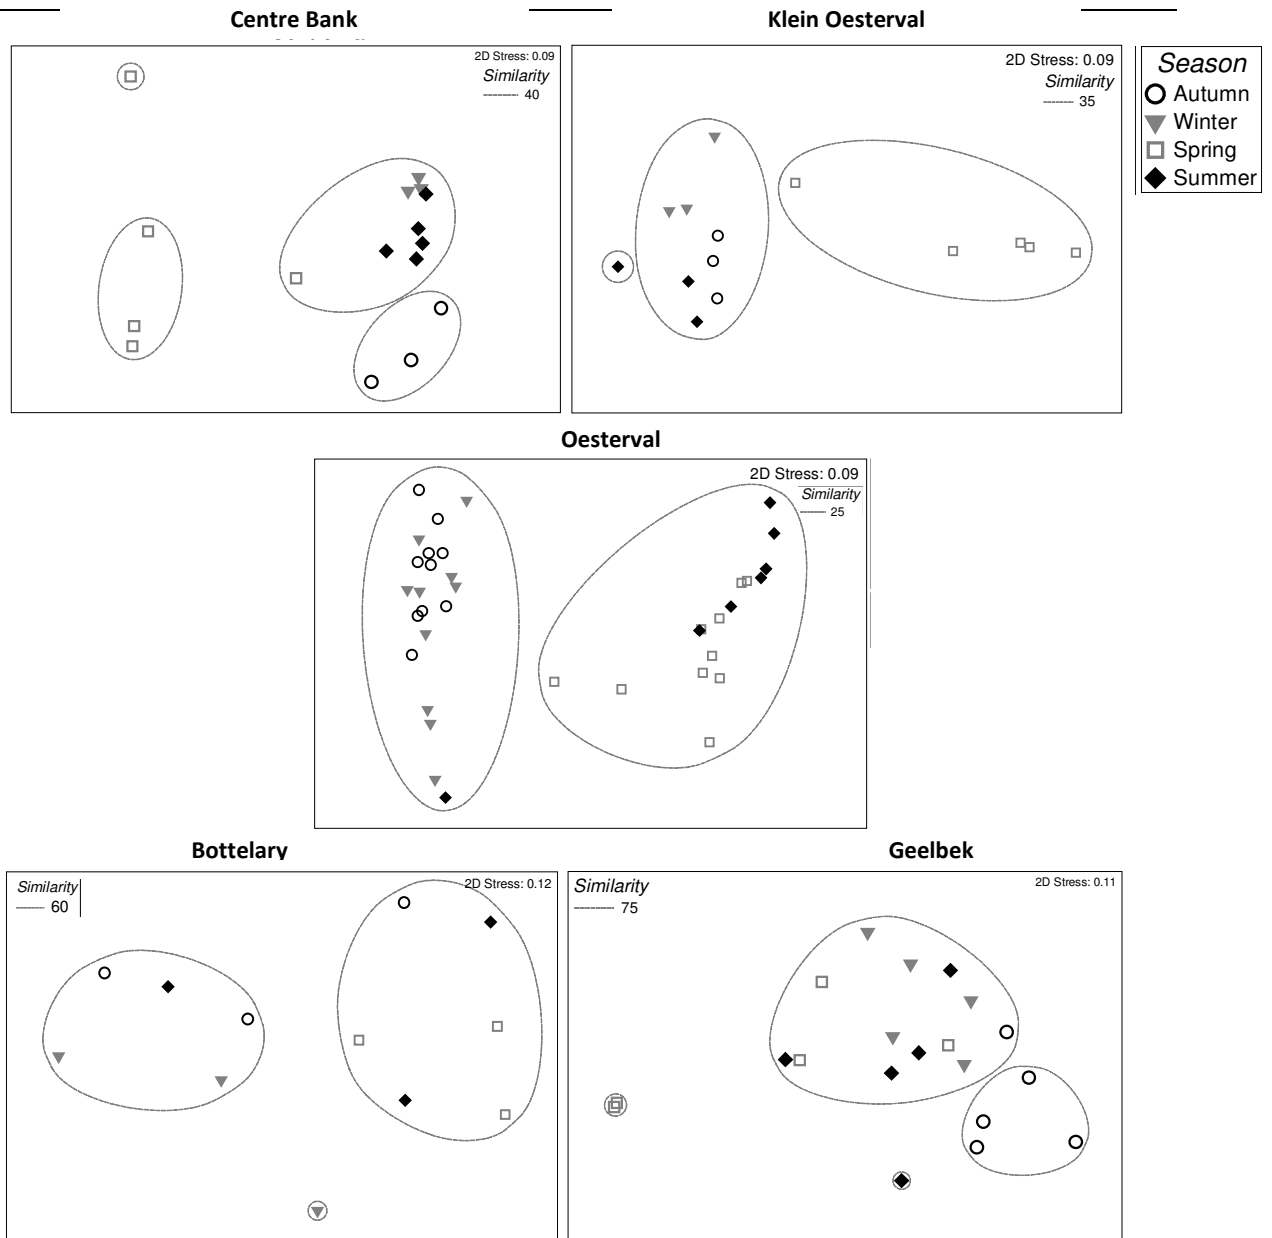 Centre Bank
Klein Oesterval
2D Stress: 0.09
Similarity
40
2D Stress: 0.09
Similarity
35
Season
Autumn
Winter
Spring
Summer
Oesterval
2D Stress: 0.09
Similarity
25
Bottelary
Geelbek
Similarity
60
2D Stress: 0.12
Similarity
75
2D Stress: 0.11